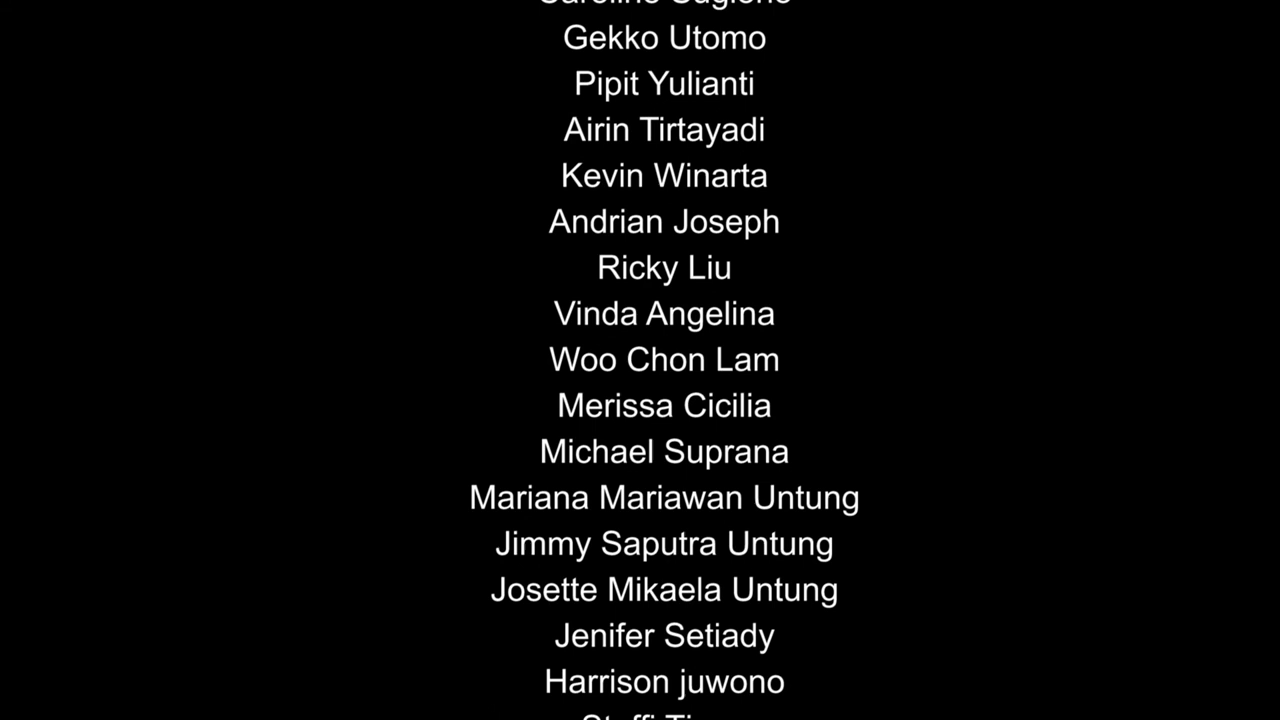 Gekko Utomo
Pipit Yulianti
Airin Tirtayadi
Kevin Winarta
Andrian Joseph
Ricky Liu
Vinda Angelina
Woo Chon Lam
Merissa Cicilia
Michael Suprana
Mariana Mariawan Untung
Jimmy Saputra Untung
Josette Mikaela Untung
Jenifer Setiady
Harrison juwono